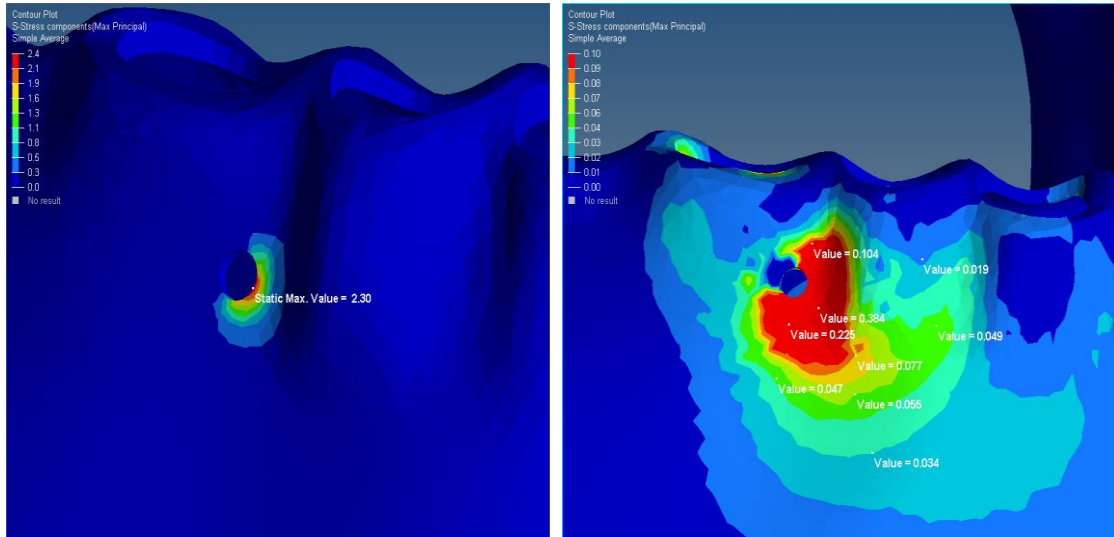 Contour Plot
S-Stress components(Max Principal)
Simple Average
2.4
2.1
1.9
1.6
1.3
1.1
0.8
0.5
0.3
0.0
No result
Static Max. Value = 2.30
Contour Plot
S-Stress components(Max Principal)
Simple Average
0.10
0.09
0.08
0.07
0.06
0.04
0.03
0.02
0.01
0.00
No result
Value = 0.104
Value = 0.019
Value = 0.384
Value = 0.225
Value = 0.049
Value = 0.077
Value = 0.047
Value = 0.055
Value = 0.034